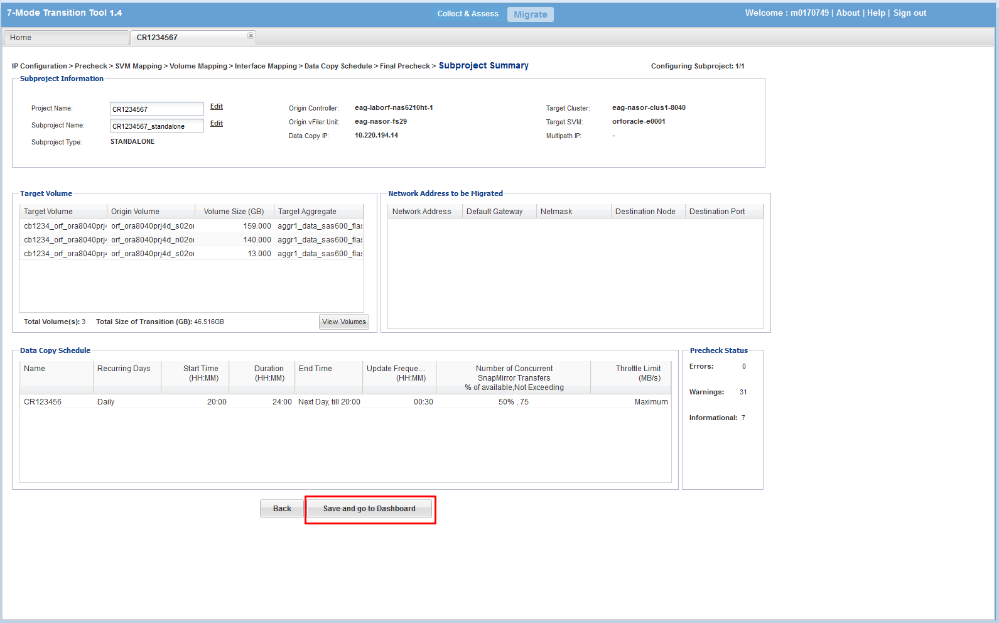 7-Mode Transition Tool 1.4
Collect & Assess
Migrate
Welcome : m0170749 | About | Help | Sign out
Home
CR1234567
IP Configuration > Precheck > SVM Mapping > Volume Mapping > Interface Mapping > Data Copy Schedule > Final Precheck > Subproject Summary
Configuring Subproject: 1/1
Subproject Information
Project Name: CR1234567 Edit
Subproject Name: CR1234567_standalone Edit
Subproject Type: STANDALONE
Origin Controller: eag-laborf-nas6210ht-1
Origin vFiler Unit: eag-nasor-fs29
Data Copy IP: 10.220.194.14
Target Cluster: eag-nasor-clus1-8040
Target SVM: orforacle-e0001
Multipath IP: -
Target Volume
Target Volume Origin Volume Volume Size (GB) Target Aggregate
cb1234_orf_ora8040prj4 orf_ora8040prj4d_s02or 159.000 aggr1_data_sas600_flas
cb1234_orf_ora8040prj4 orf_ora8040prj4d_n02or 140.000 aggr1_data_sas600_flas
cb1234_orf_ora8040prj4 orf_ora8040prj4d_s02or 13.000 aggr1_data_sas600_flas
Total Volume(s): 3 Total Size of Transition (GB): 46.516GB
View Volumes
Network Address to be Migrated
Network Address Default Gateway Netmask Destination Node Destination Port
Data Copy Schedule
Name
Recurring Days
Start Time
(HH:MM)
Duration
(HH:MM)
End Time
Update Freque...
(HH:MM)
Number of Concurrent
SnapMirror Transfers
% of available,Not Exceeding
Throttle Limit
(MB/s)
CR123456 Daily 20:00 24:00 Next Day, till 20:00 00:30 50% , 75 Maximum
Precheck Status
Errors: 0
Warnings: 31
Informational: 7
Back
Save and go to Dashboard